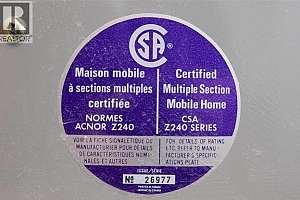 REALTOR
CSA
Maison mobile
à sections multiples
certifiée
NORMES
ACNOR Z240
Certified
Multiple Section
Mobile Home
CSA
Z240 SERIES
VOIR LA FICHE SIGNALETIQUE DU
MANUFACTURIER POUR DETAILS
DE CARACTERISTIQUES NOMI-
NALES ET AUTRES
FOR DETAILS OF RATING
ETC REFER TO MANU-
FACTURER'S SPECIFIC-
ATIONS PLATE
ISSUE/SERIE
No 26977